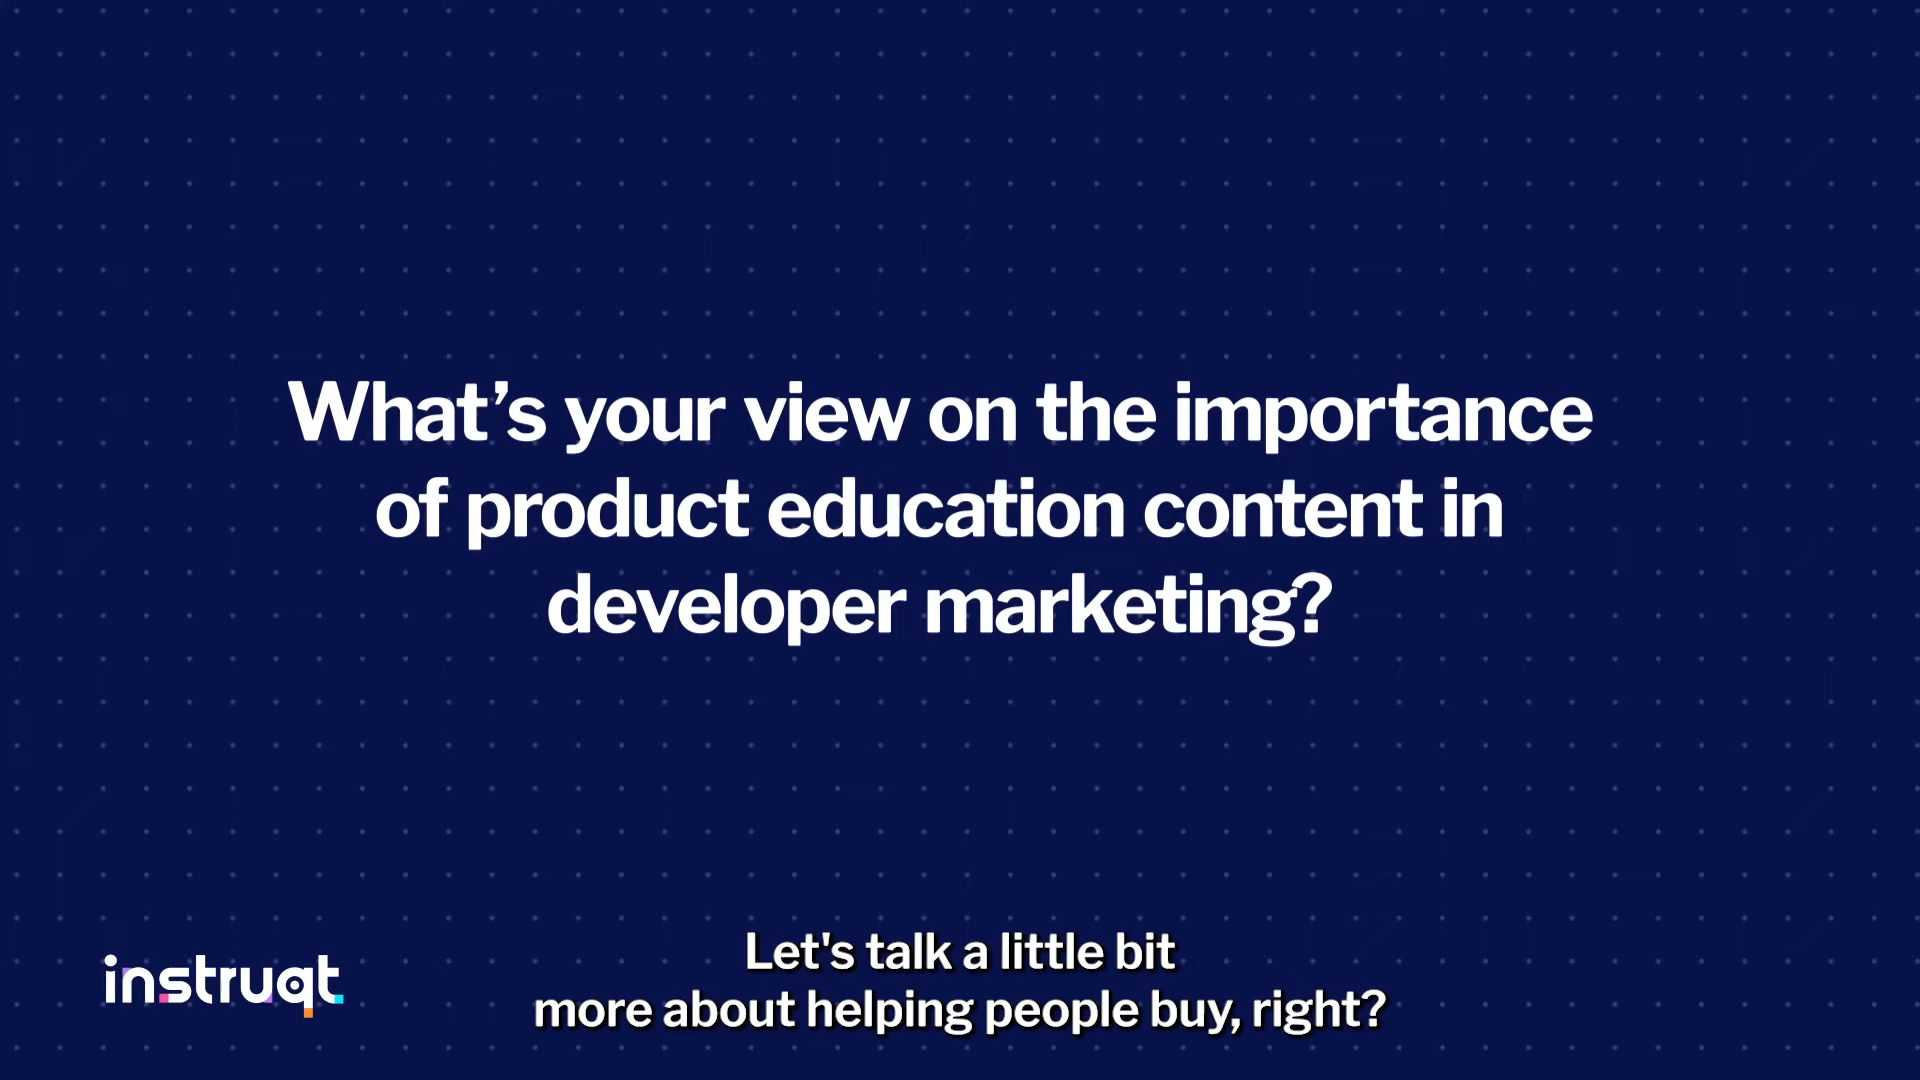 What’s your view on the importance
of product education content in
developer marketing?
instruqt
Let's talk a little bit
more about helping people buy, right?